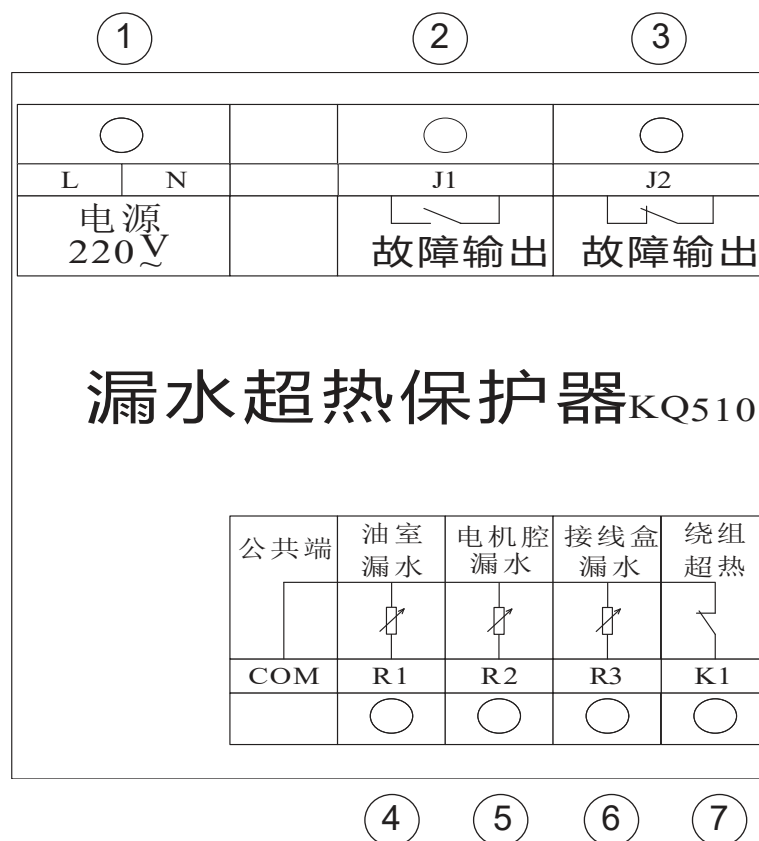 ① ② ③
L N J1 J2
电源
220V~
故障输出 故障输出
漏水超热保护器KQ510
公共端 油室 电机腔 接线盒 绕组
漏水 漏水 漏水 超热
COM R1 R2 R3 K1
④ ⑤ ⑥ ⑦